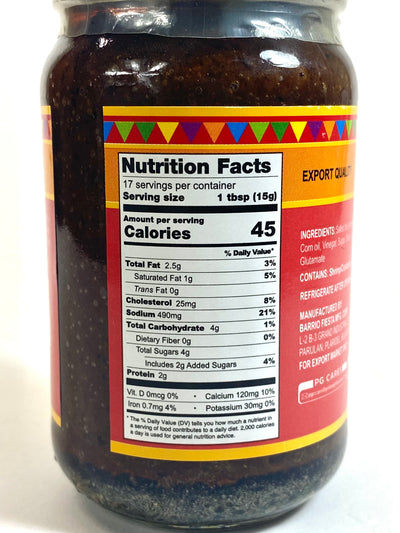 Nutrition Facts
17 servings per container
Serving size 1 tbsp (15g)
Amount per serving
Calories 45
% Daily Value*
Total Fat 2.5g 3%
Saturated Fat 1g 5%
Trans Fat 0g
Cholesterol 25mg 8%
Sodium 490mg 21%
Total Carbohydrate 4g 1%
Dietary Fiber 0g 0%
Total Sugars 4g
Includes 2g Added Sugars 4%
Protein 2g
Vit. D 0mcg 0% • Calcium 120mg 10%
Iron 0.7mg 4% • Potassium 30mg 0%
* The % Daily Value (DV) tells you how much a nutrient in
a serving of food contributes to a daily diet. 2,000 calories
a day is used for general nutrition advice.
EXPORT QUALITY
INGREDIENTS:
Corn oil, Vinegar, Sugar,
Glutamate
CONTAINS: Shrimp
REFRIGERATE AFTER
MANUFACTURED BY
BARRIO FIESTA MFG.
PARULAN, PLARIDEL
FOR EXPORT MARKET
PG CARES